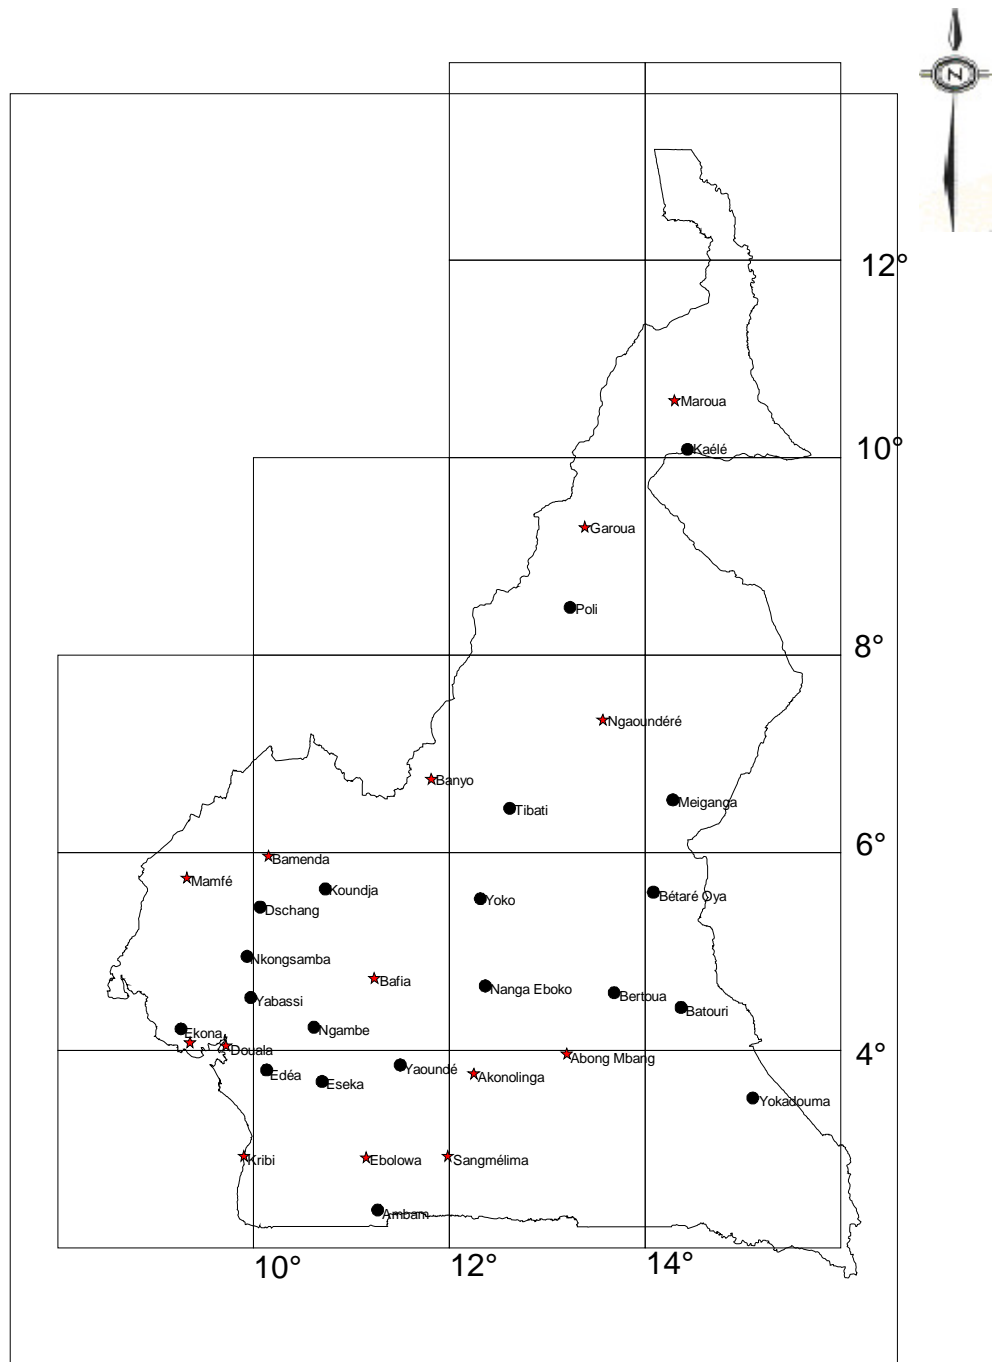 N
12°
Maroua
10°
Kaélé
Garoua
Poli
8°
Ngaoundéré
Banyo
Meiganga
Tibati
6°
Bamenda
Mamfé
Koundja
Bétaré Oya
Yoko
Dschang
Nkongsamba
Bafia
Nanga Eboko
Bertoua
Yabassi
Batouri
Ngambe
Ekona
Douala
4°
Abong Mbang
Yaoundé
Edéa
Akonolinga
Eseka
Yokadouma
Kribi
Ebolowa
Sangmélima
Ambam
10°
12°
14°